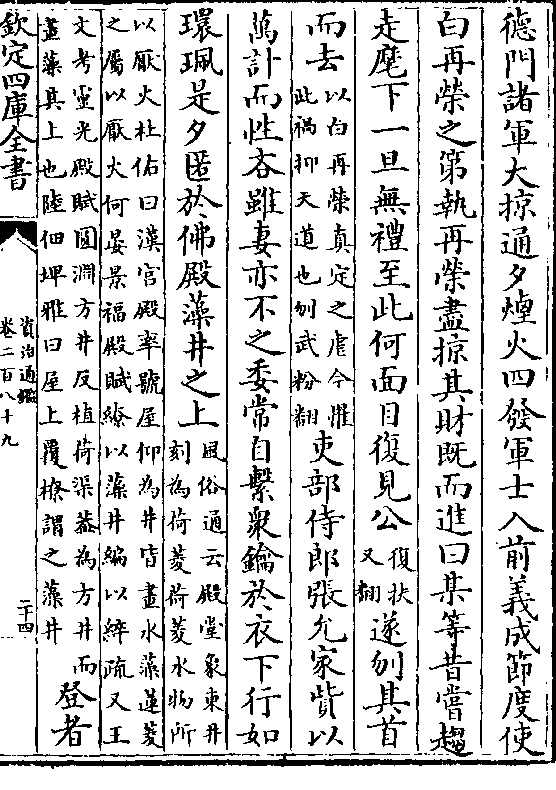 德門諸軍大掠通夕煙火四發軍士入前義成節度使
白再榮之第執再榮盡掠其財既而進曰某等昔嘗趨
走麾下一旦無禮至此何面目復見公
復扶
又翻
遂刎其首
而去
以白再榮真定之虐今罹
此禍抑天道也刎武粉翻
吏部侍郎張允家貲以
萬計而性吝雖妻亦不之委常自繫衆鑰於衣下行如
環珮是夕匿於佛殿藻井之上
風俗通云殿堂象東井
刻為荷菱荷菱水物所
以厭火杜佑曰漢宫殿率號屋仰為井皆畫水藻蓮菱
之屬以厭火何晏景福殿賦繚以藻井編以綷疏又王
文考靈光殿賦圓淵方井反植荷蕖葢為方井而
畫藻其上也陸佃埤雅曰屋上覆橑謂之藻井
登者
欽定四庫全書
資治通鑑
卷二百八十九
二十四